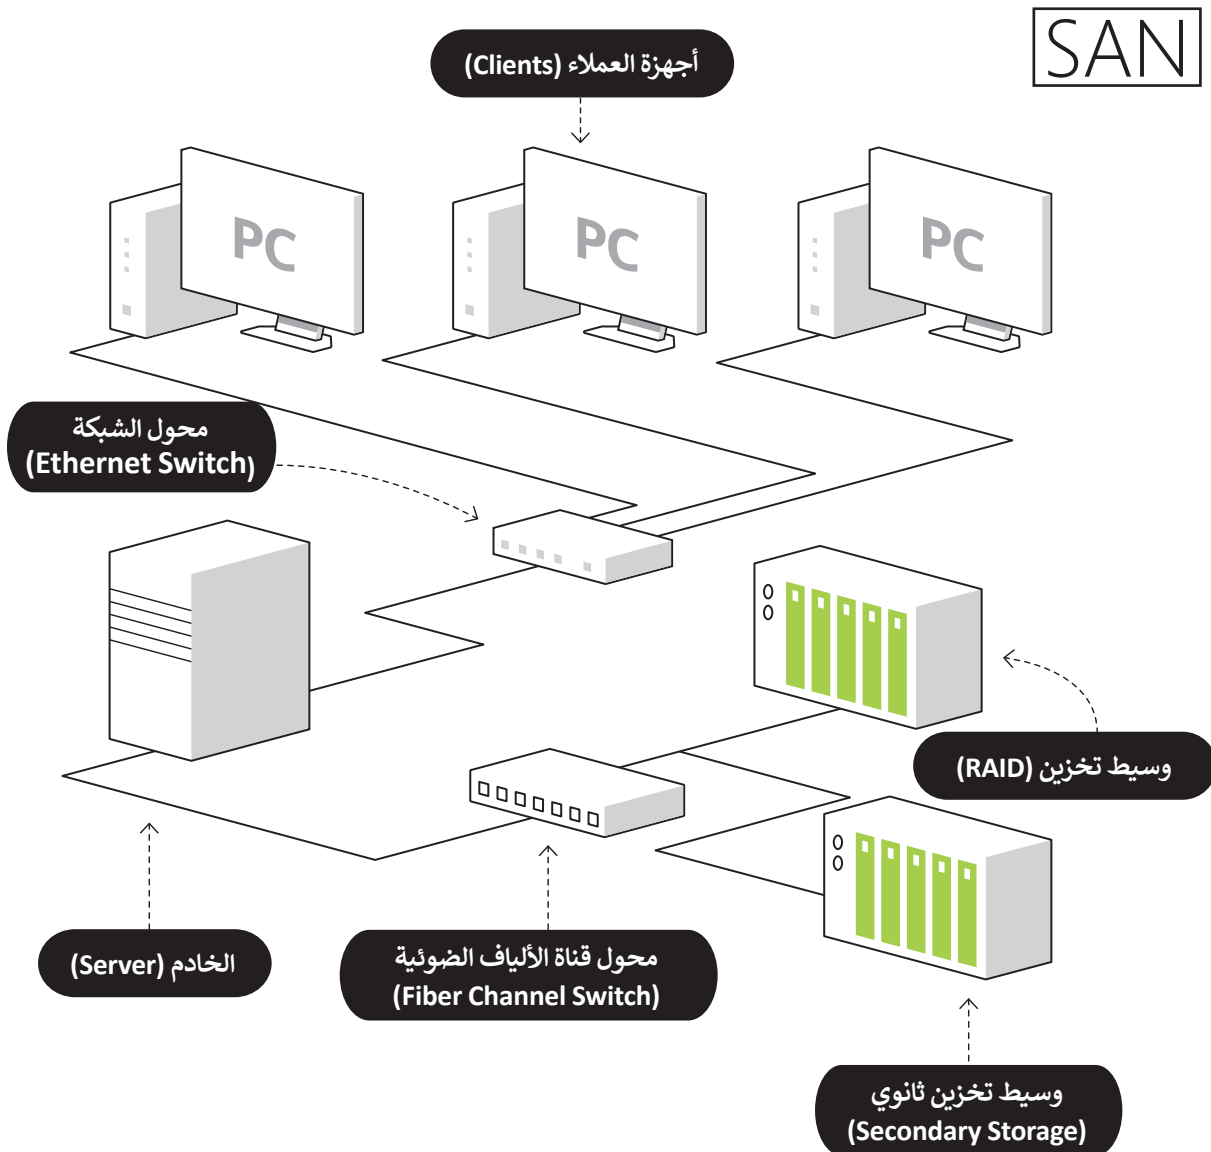 SAN
أجهزة العملاء (Clients)
PC
PC
PC
محول الشبكة
(Ethernet Switch)
وسيط تخزين (RAID)
الخادم (Server)
محول قناة الألياف الضوئية
(Fiber Channel Switch)
وسيط تخزين ثانوي
(Secondary Storage)